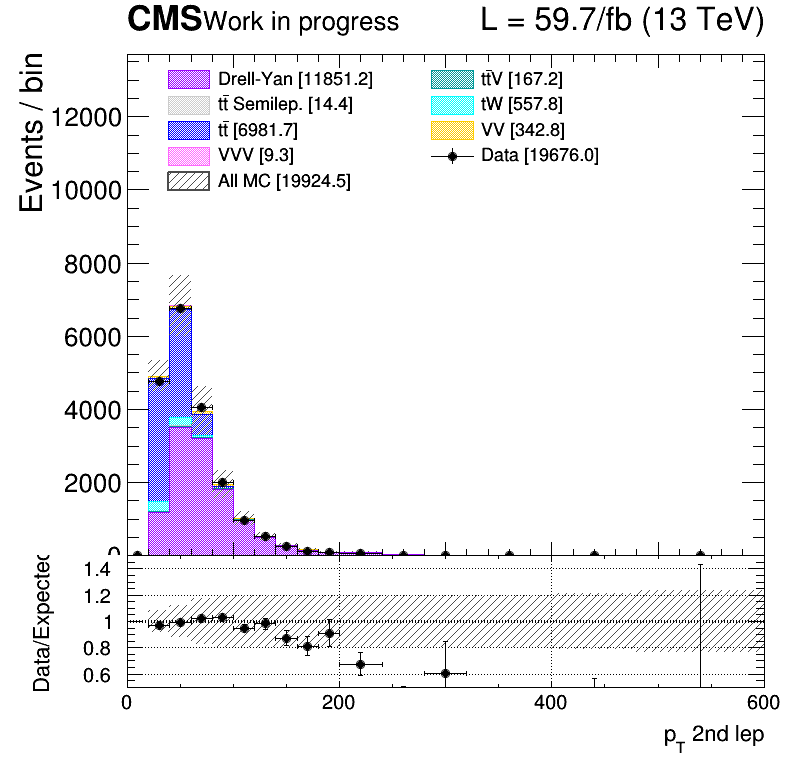 CMS Work in progress L = 59.7/fb (13 TeV)
Events / bin
12000
10000
8000
6000
4000
2000
0
Drell-Yan [11851.2]
tt̄ Semilep. [14.4]
tt̄ [6981.7]
VVV [9.3]
All MC [19924.5]
tt̄V [167.2]
tW [557.8]
VV [342.8]
Data [19676.0]
Data/Expected
1.4
1.2
1
0.8
0.6
0 200 400 600
p_T 2nd lep